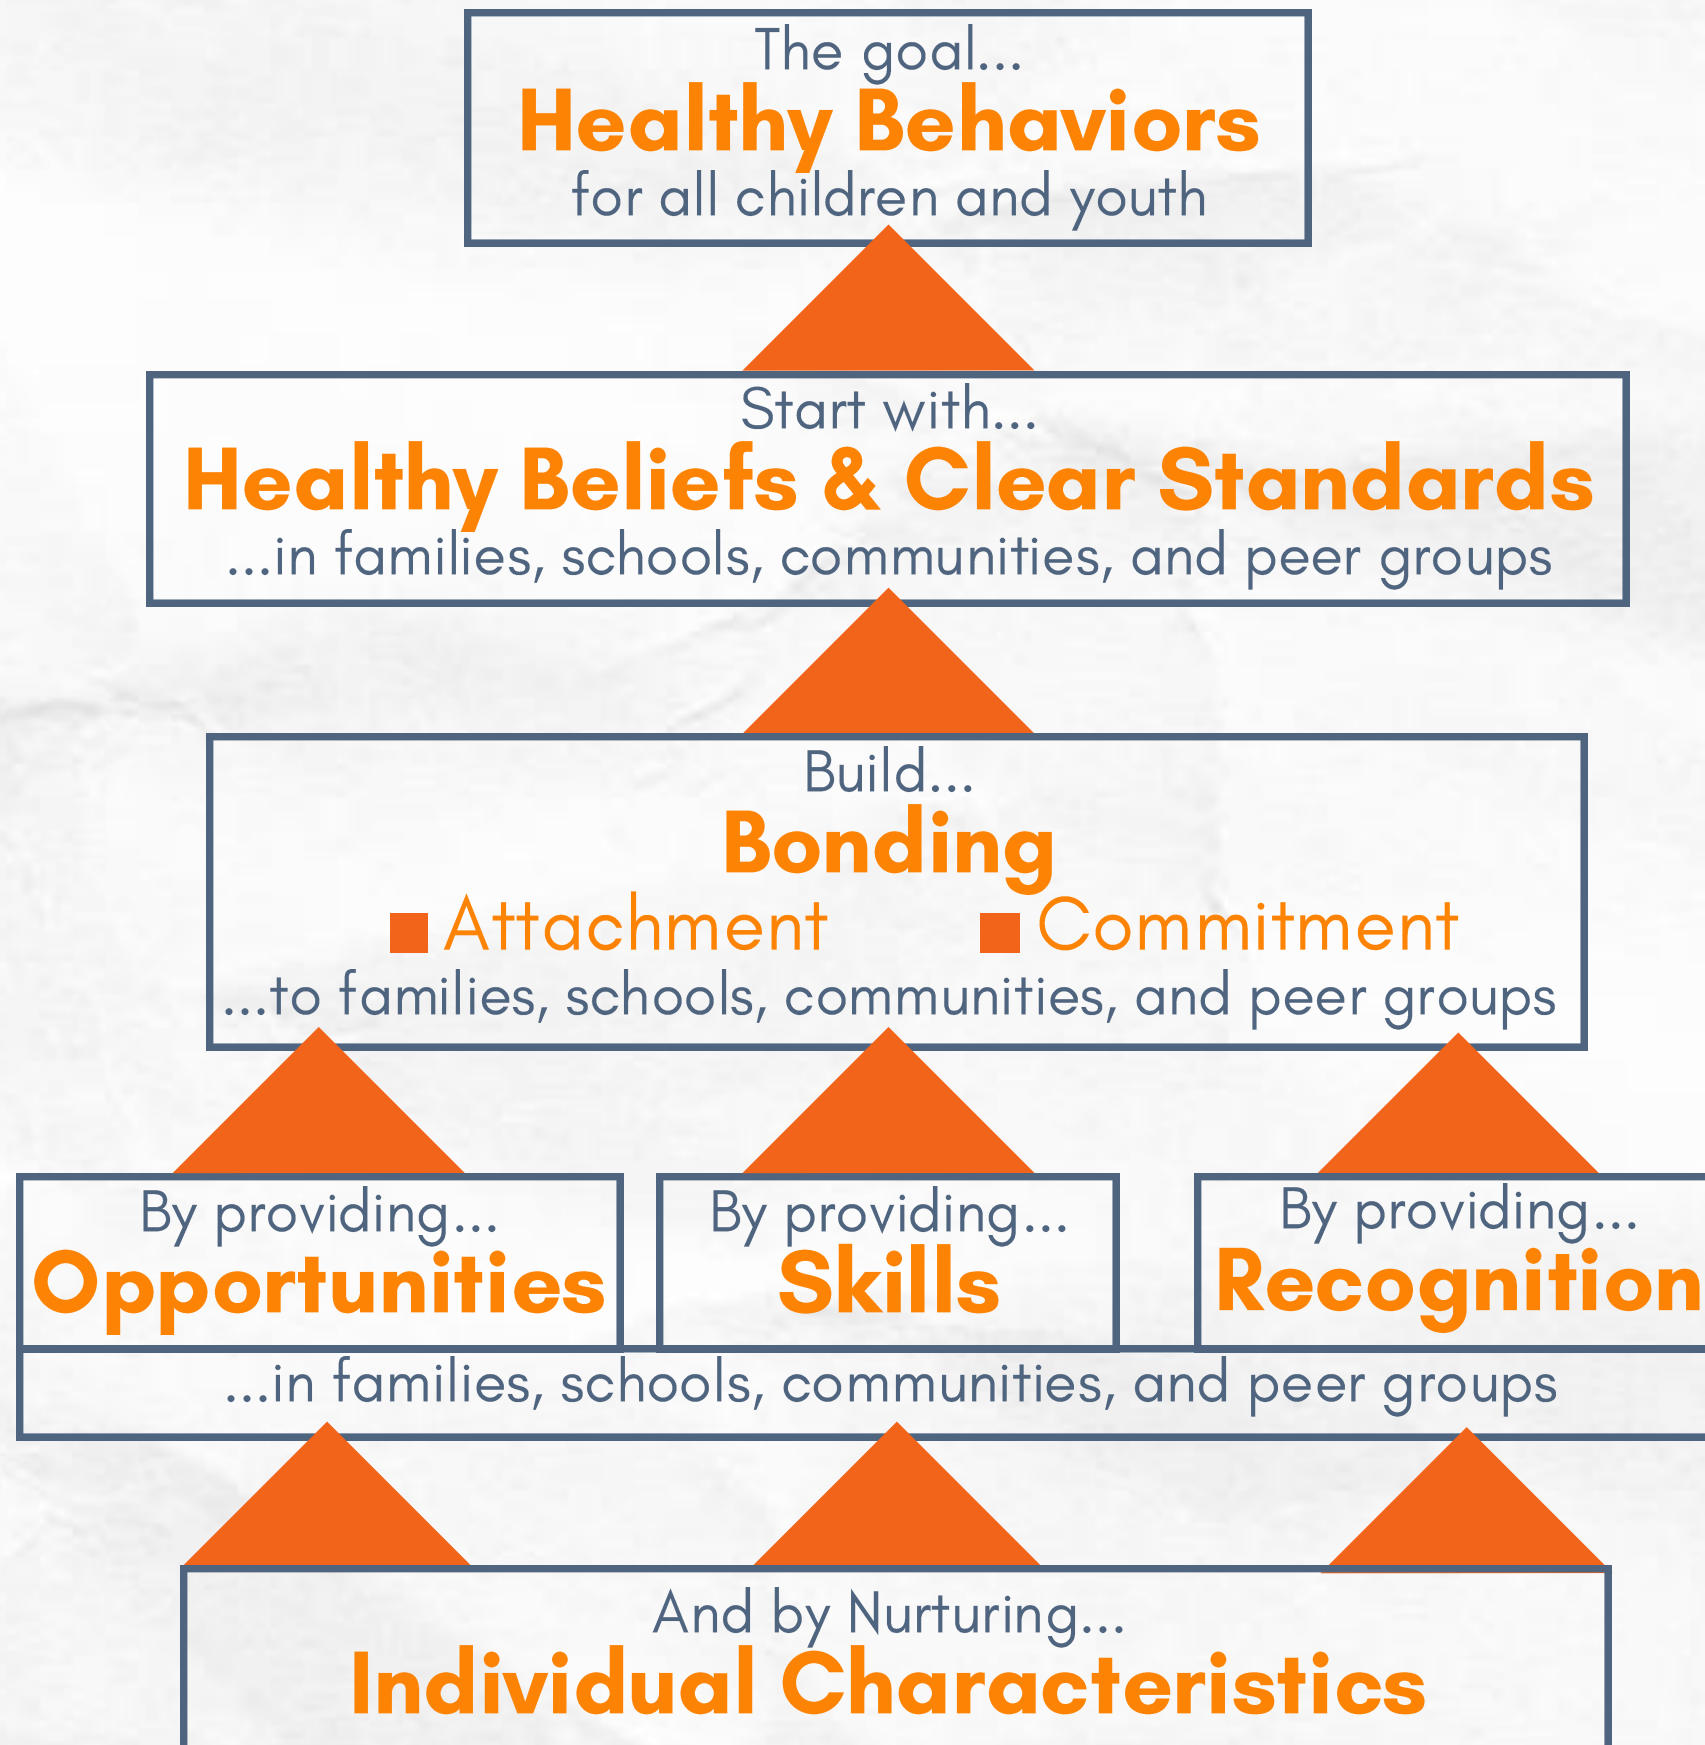 The goal...
Healthy Behaviors
for all children and youth
Start with...
Healthy Beliefs & Clear Standards
...in families, schools, communities, and peer groups
Build...
Bonding
Attachment
Commitment
...to families, schools, communities, and peer groups
By providing...
Opportunities
By providing...
Skills
By providing...
Recognition
...in families, schools, communities, and peer groups
And by Nurturing...
Individual Characteristics